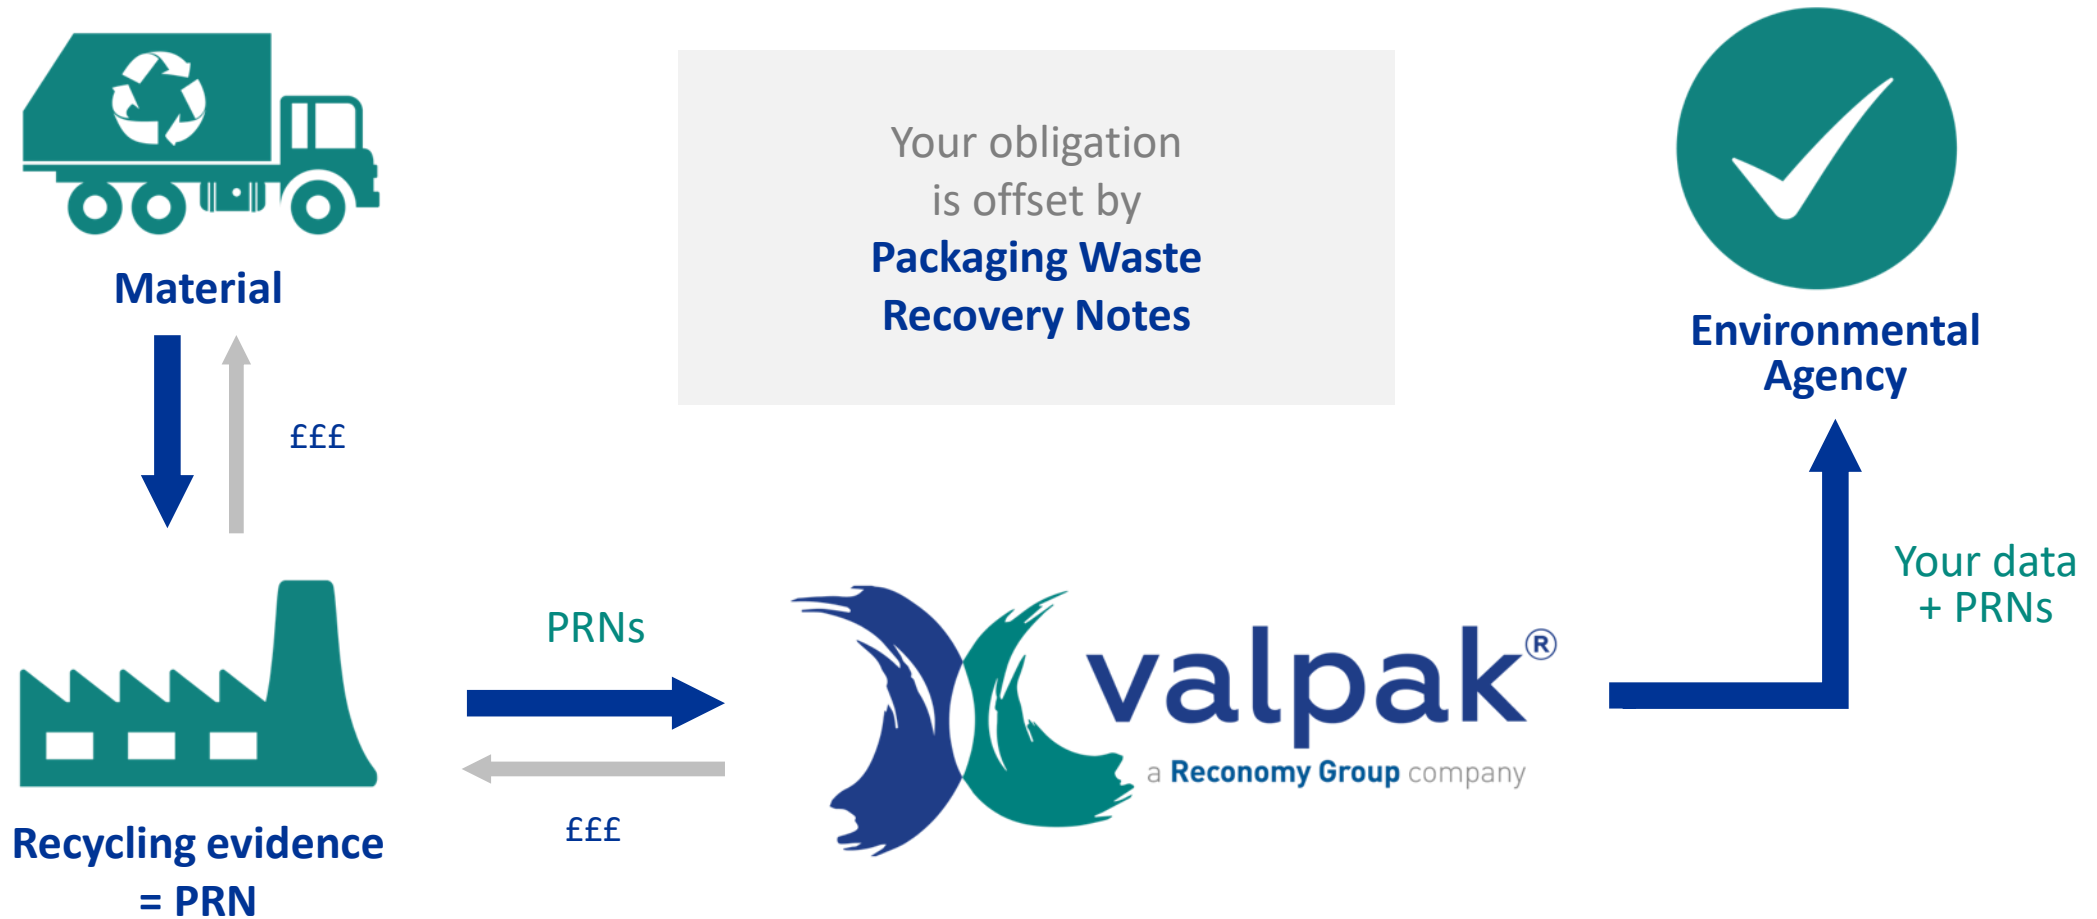 Your obligation
is offset by
Packaging Waste
Recovery Notes
Material
£££
Environmental
Agency
Your data
+ PRNs
PRNs
£££
valpak®
a Reconomy Group company
Recycling evidence
= PRN